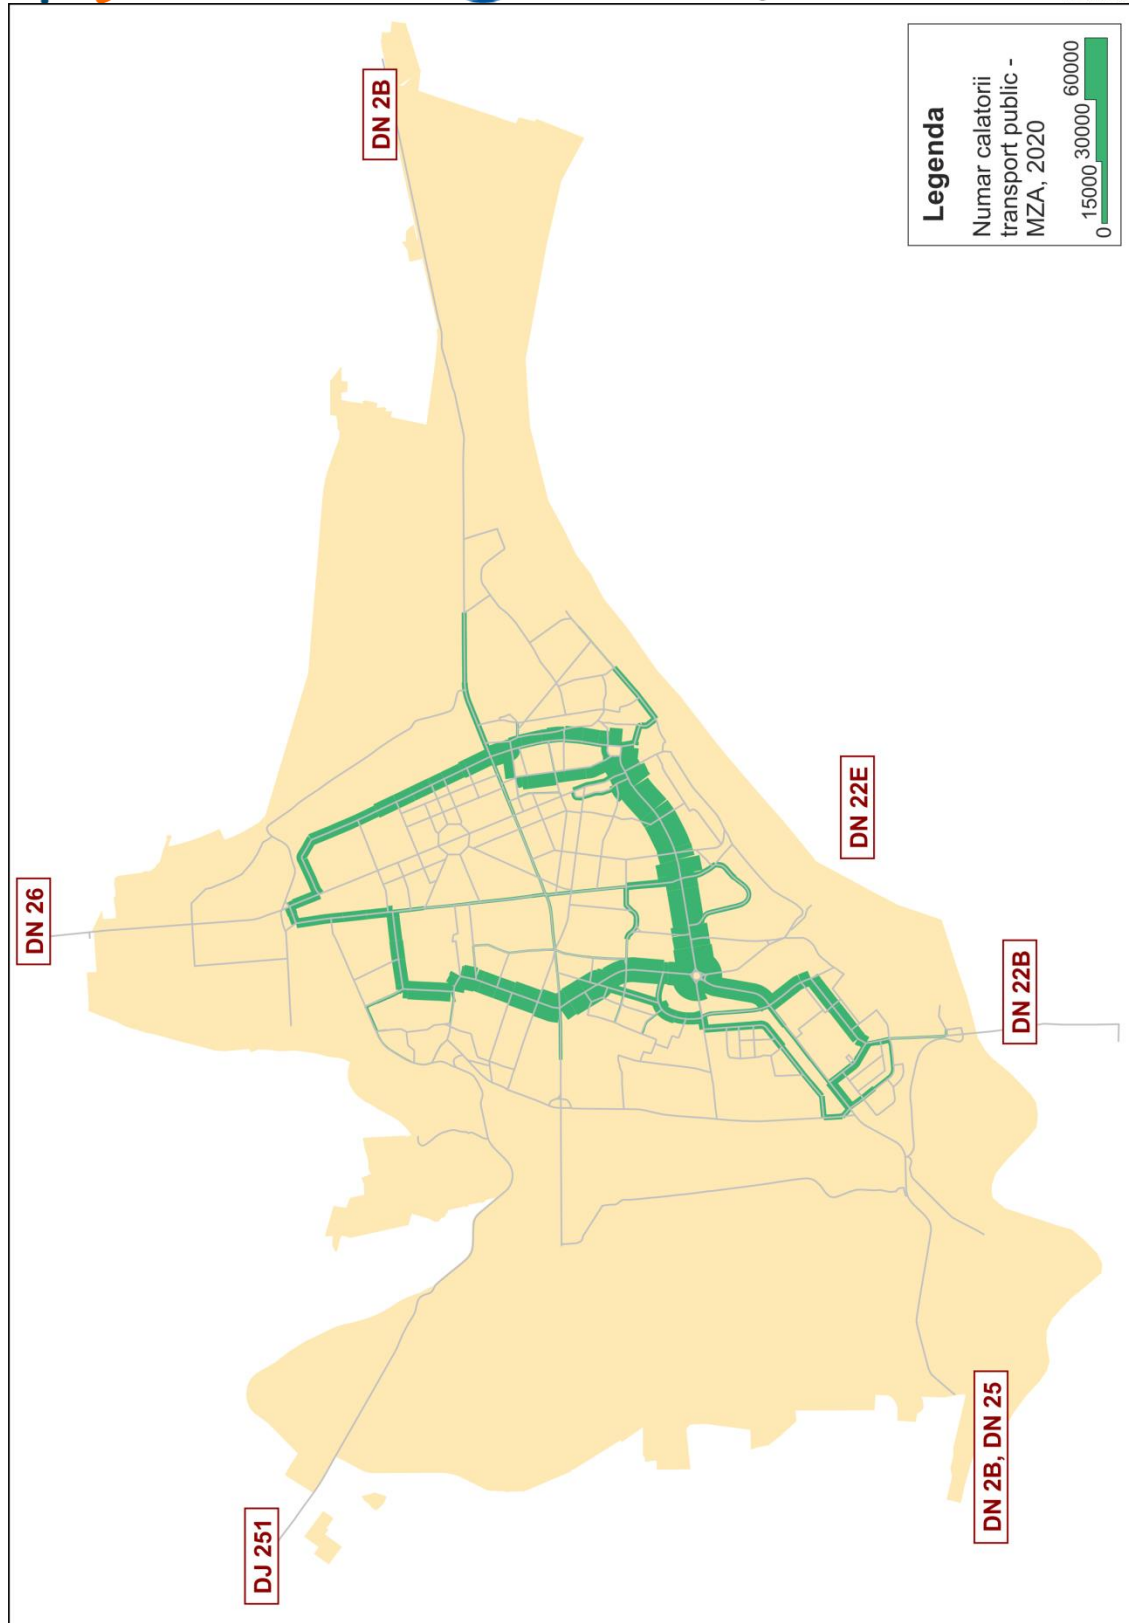 DN 2B
DN 26
DN 22E
DN 22B
DN 2B, DN 25
DJ 251
Legenda
Numar calatorii
transport public -
MZA, 2020
0 15000 30000 60000